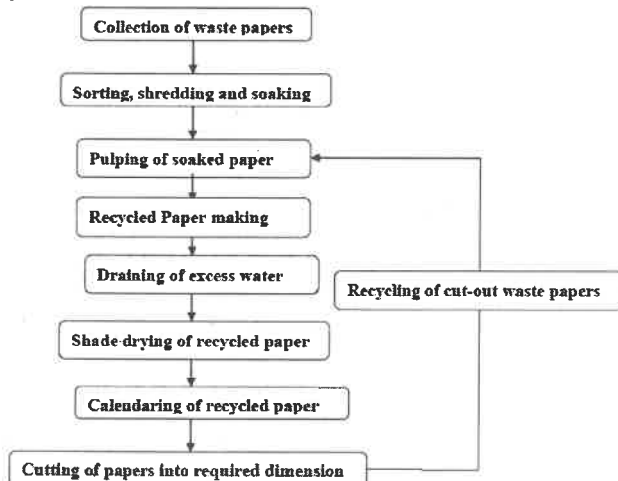 Collection of waste papers
Sorting, shredding and soaking
Pulping of soaked paper
Recycled Paper making
Draining of excess water
Recycling of cut-out waste papers
Shade-drying of recycled paper
Calendaring of recycled paper
Cutting of papers into required dimension